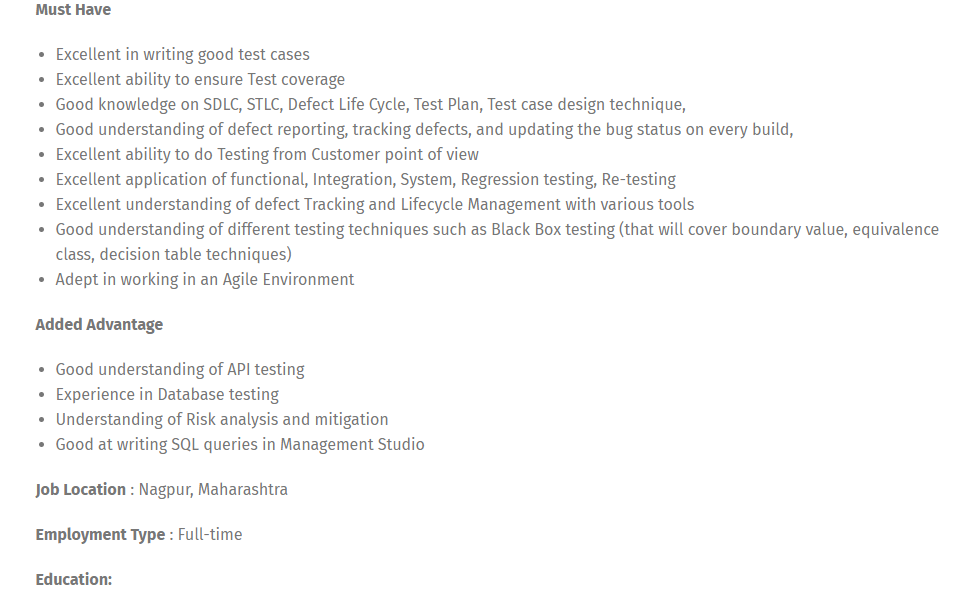 Must Have
Excellent in writing good test cases
Excellent ability to ensure Test coverage
Good knowledge on SDLC, STLC, Defect Life Cycle, Test Plan, Test case design technique,
Good understanding of defect reporting, tracking defects, and updating the bug status on every build,
Excellent ability to do Testing from Customer point of view
Excellent application of functional, Integration, System, Regression testing, Re-testing
Excellent understanding of defect Tracking and Lifecycle Management with various tools
Good understanding of different testing techniques such as Black Box testing (that will cover boundary value, equivalence
class, decision table techniques)
Adept in working in an Agile Environment
Added Advantage
Good understanding of API testing
Experience in Database testing
Understanding of Risk analysis and mitigation
Good at writing SQL queries in Management Studio
Job Location : Nagpur, Maharashtra
Employment Type : Full-time
Education: